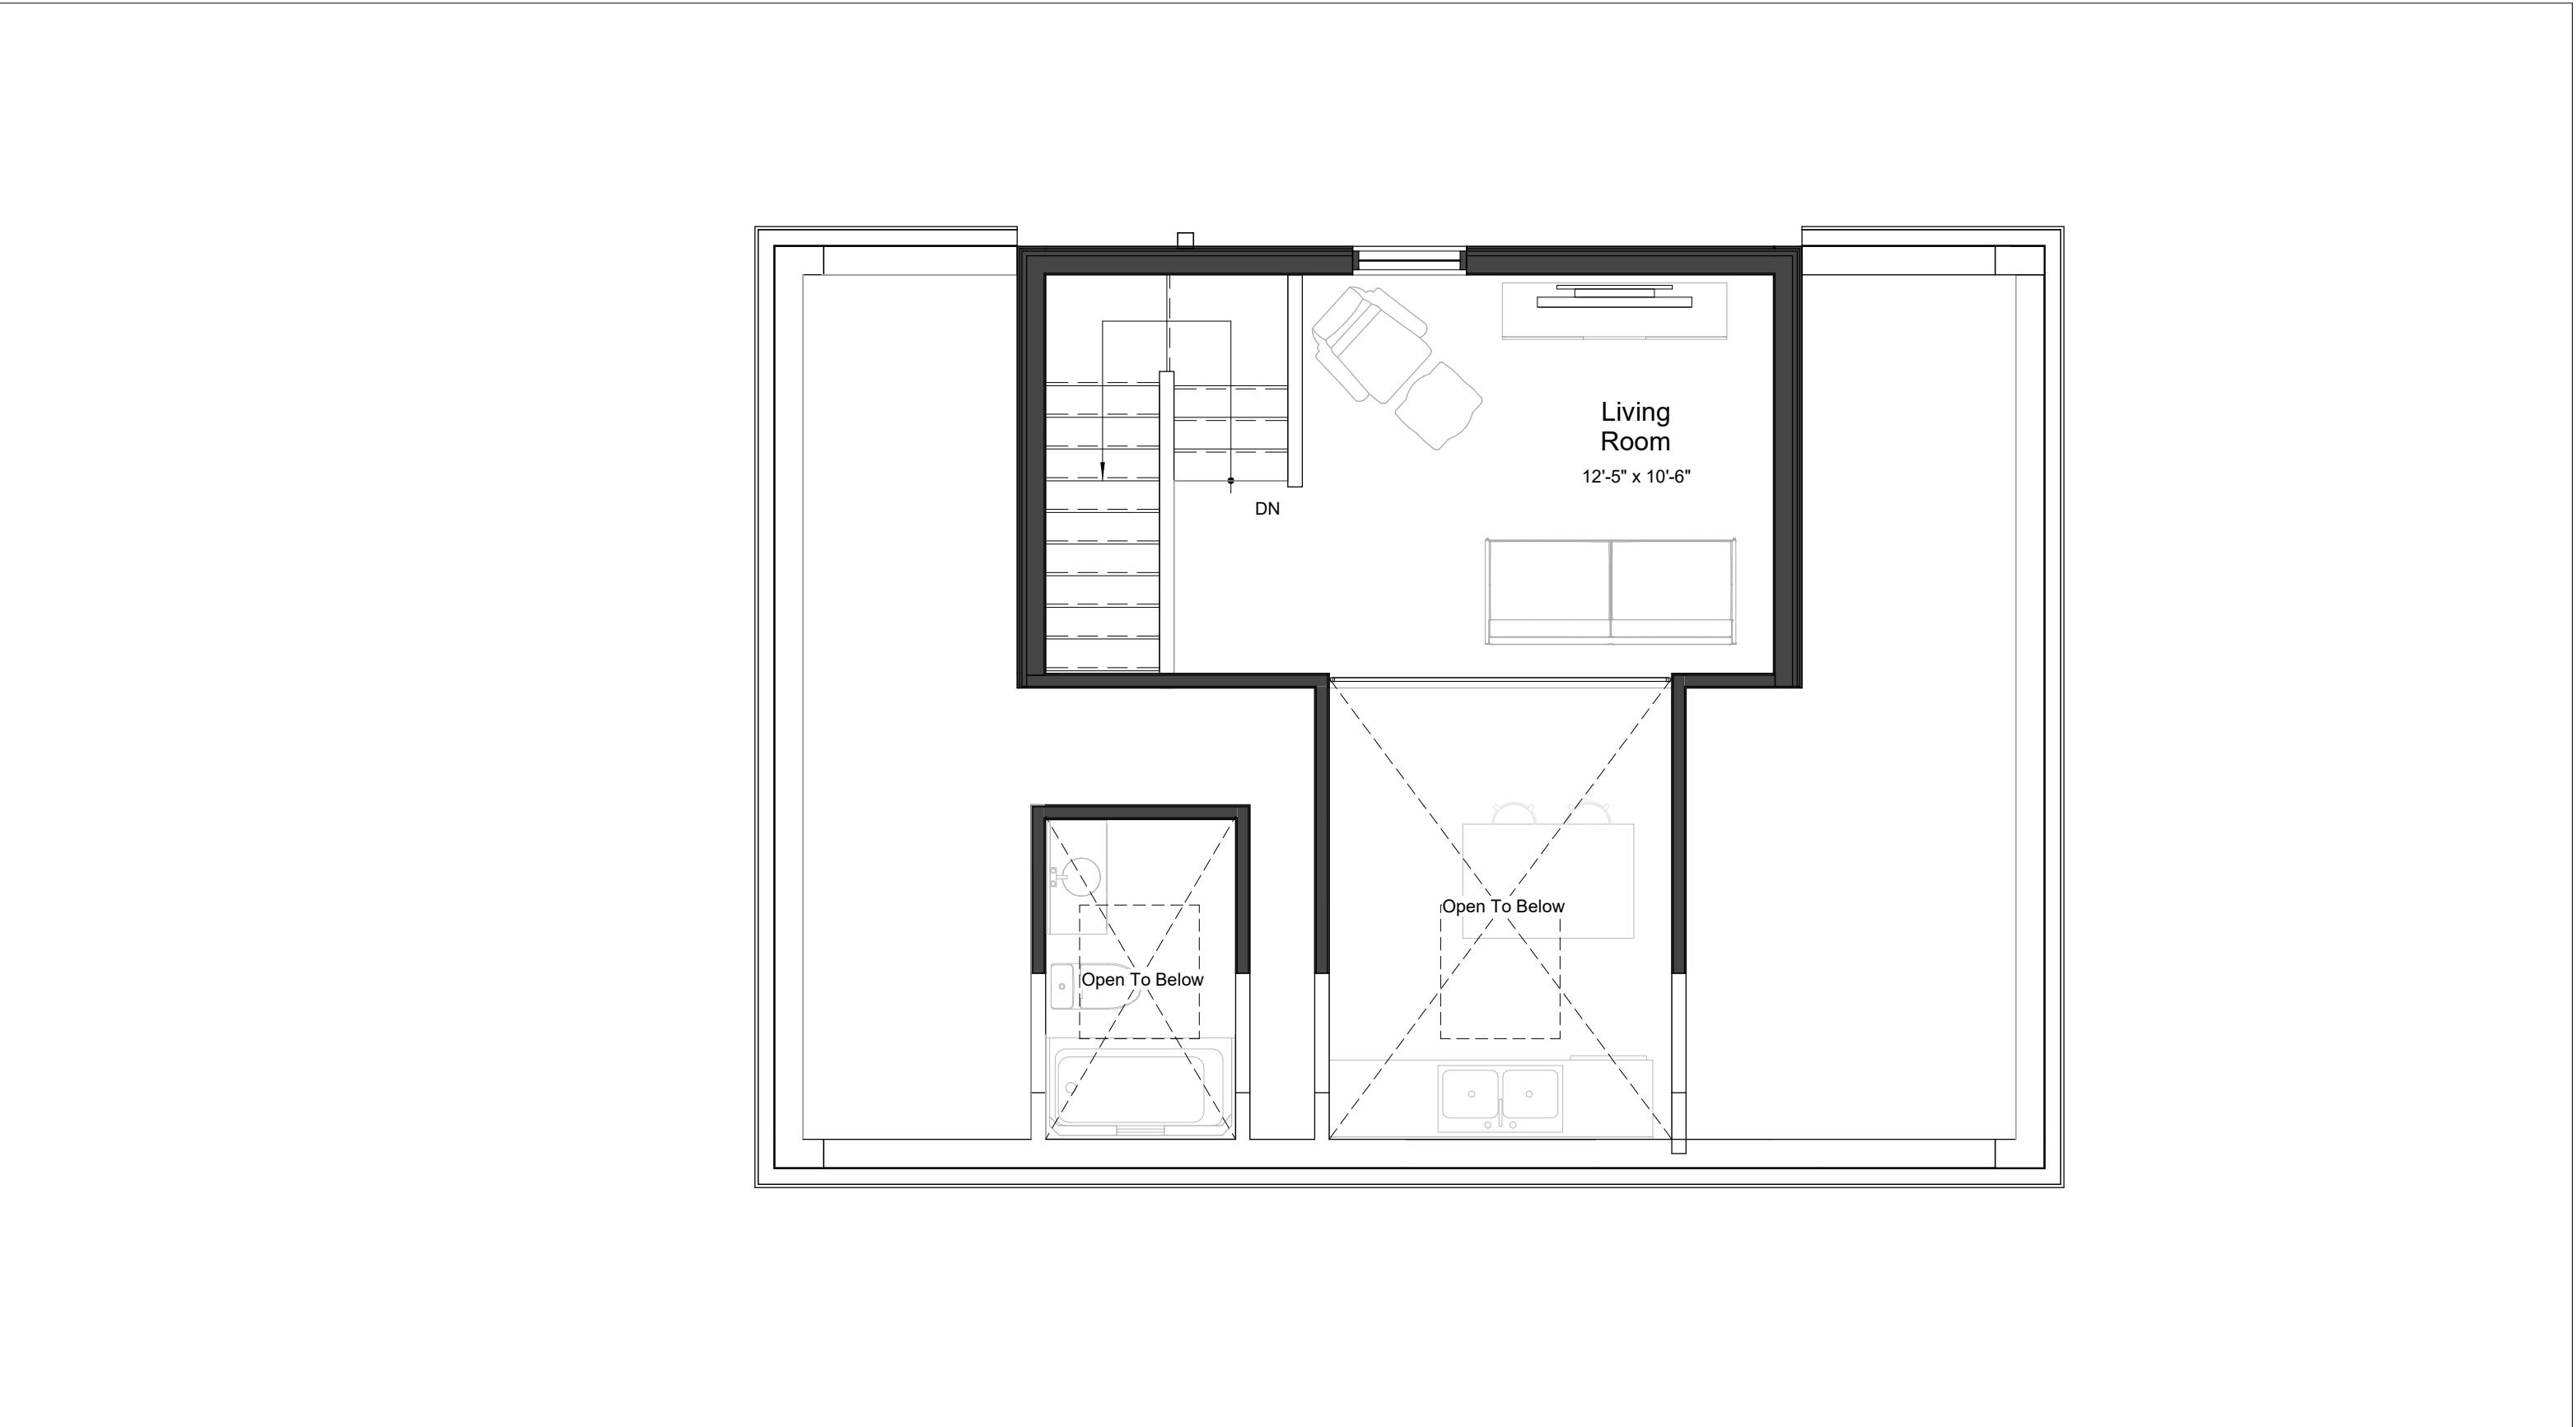 Living
Room
12'-5" x 10'-6"
DN
Open To Below
Open To Below